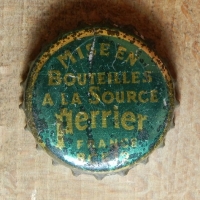 MISE EN
BOUTEILLES
A LA SOURCE
Perrier
FRANCE